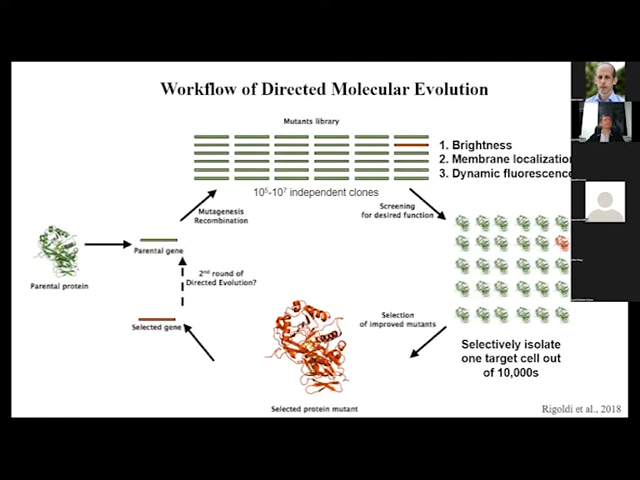 Workflow of Directed Molecular Evolution
Mutants library
1. Brightness
2. Membrane localization
3. Dynamic fluorescence
10⁵-10⁷ independent clones
Mutagenesis
Recombination
Screening
for desired function
Parental gene
Parental protein
2ⁿᵈ round of
Directed Evolution?
Selected gene
Selection
of improved mutants
Selectively isolate
one target cell out
of 10,000s
Selected protein mutant
Rigoldi et al., 2018